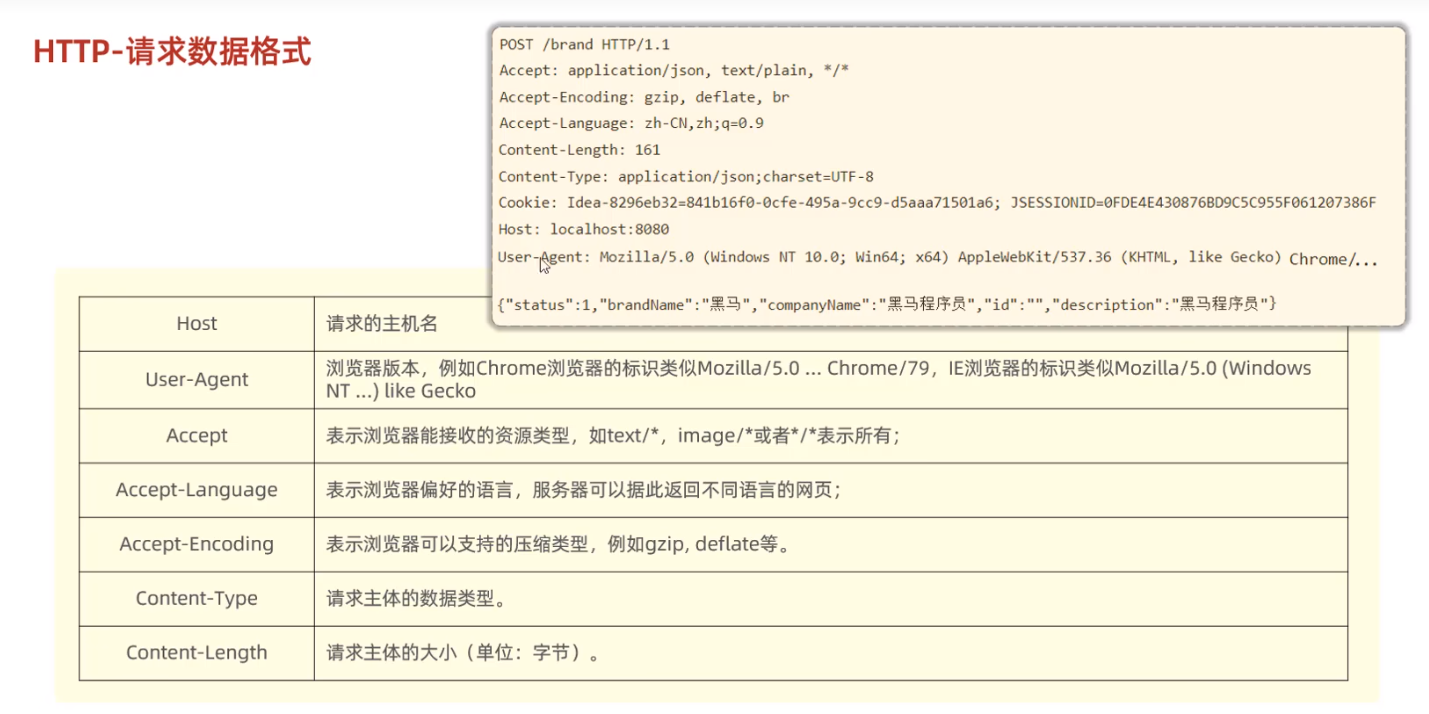 HTTP-请求数据格式
POST /brand HTTP/1.1
Accept: application/json, text/plain, */*
Accept-Encoding: gzip, deflate, br
Accept-Language: zh-CN,zh;q=0.9
Content-Length: 161
Content-Type: application/json;charset=UTF-8
Cookie: Idea-8296eb32=841b16f0-0cfe-495a-9cc9-d5aaa71501a6; JSESSIONID=0FDE4E430876BD9C5C955F061207386F
Host: localhost:8080
User-Agent: Mozilla/5.0 (Windows NT 10.0; Win64; x64) AppleWebKit/537.36 (KHTML, like Gecko) Chrome/...
{"status":1,"brandName":"黑马","companyName":"黑马程序员","id":"","description":"黑马程序员"}
Host 请求的主机名
User-Agent 浏览器版本，例如Chrome浏览器的标识类似Mozilla/5.0 ... Chrome/79，IE浏览器的标识类似Mozilla/5.0 (Windows
NT ...) like Gecko
Accept 表示浏览器能接收的资源类型，如text/*，image/*或者*/*表示所有；
Accept-Language 表示浏览器偏好的语言，服务器可以据此返回不同语言的网页；
Accept-Encoding 表示浏览器可以支持的压缩类型，例如gzip, deflate等。
Content-Type 请求主体的数据类型。
Content-Length 请求主体的大小（单位：字节）。